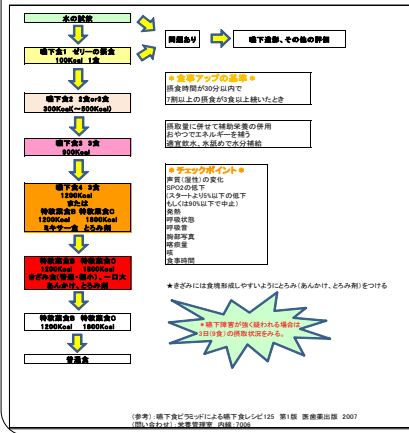 水の試飲
問題あり
嚥下造影、その他の評価
嚥下食1 ゼリーの摂食
100Kcal 1食
＊食事アップの基準＊
摂食時間が30分以内で
7割以上の摂食が3食以上続いたとき
嚥下食2 2食or3食
300Kcal(～500Kcal)
摂取量に併せて補助栄養の併用
おやつでエネルギーを補う
適宜飲水、氷舐めで水分補給
嚥下食3 3食
900Kcal
＊チェックポイント＊
声質(湿性)の変化
SPO2の低下
(スタートより5%以下の低下
もしくは90%以下で中止)
発熱
呼吸状態
呼吸音
胸部写真
喀痰量
咳
食事時間
嚥下食4 3食
1200Kcal
または
特軟菜食B 特軟菜食C
1200Kcal 1800Kcal
ミキサー食 とろみ剤
特軟菜食B 特軟菜食C
1200Kcal 1800Kcal
きざみ食(普通・極小)、一口大
あんかけ、とろみ剤
★きざみには食塊形成しやすいようにとろみ(あんかけ、とろみ剤)をつける
特軟菜食B 特軟菜食C
1200Kcal 1800Kcal
＊嚥下障害が強く疑われる場合は
3日(9食)の摂取状況をみる。
普通食
(参考):嚥下食ピラミッドによる嚥下食レシピ125 第1版 医歯薬出版 2007
(問い合わせ):栄養管理室 内線:7006